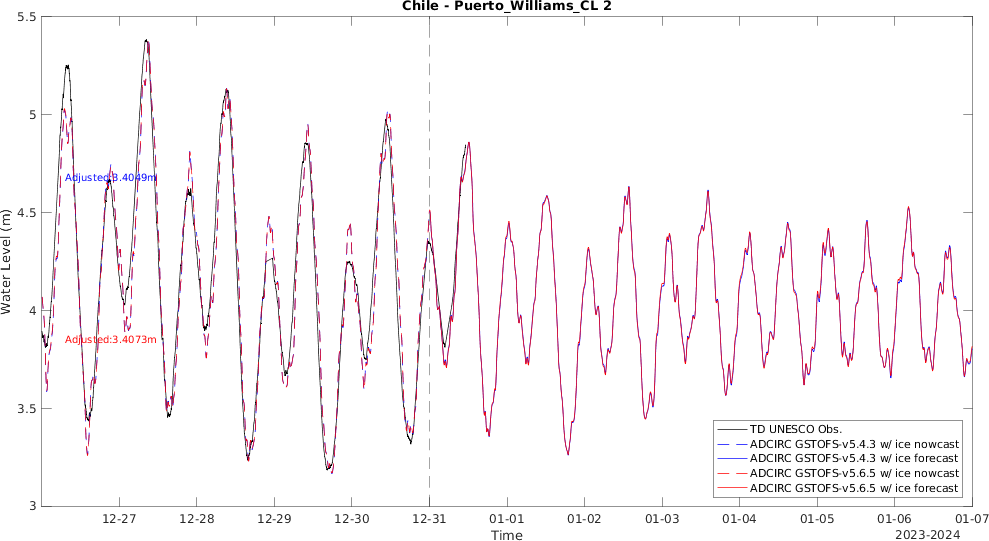 Chile - Puerto_Williams_CL 2
5.5
5
4.5
4
3.5
3
Water Level (m)
Adjusted:3.4049m
Adjusted:3.4073m
TD UNESCO Obs.
ADCIRC GSTOFS-v5.4.3 w/ ice nowcast
ADCIRC GSTOFS-v5.4.3 w/ ice forecast
ADCIRC GSTOFS-v5.6.5 w/ ice nowcast
ADCIRC GSTOFS-v5.6.5 w/ ice forecast
12-27 12-28 12-29 12-30 12-31 01-01 01-02 01-03 01-04 01-05 01-06 01-07
Time
2023-2024